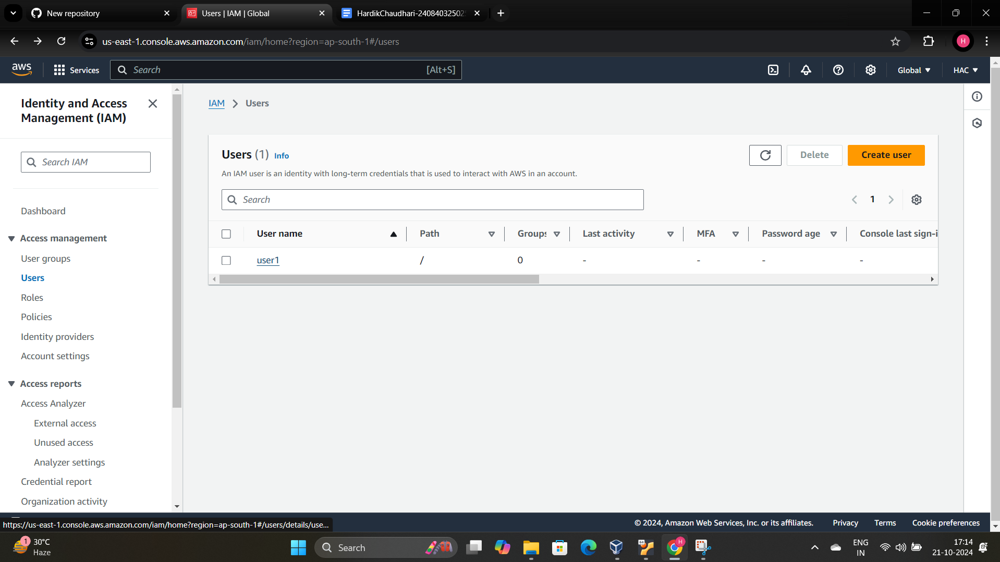 New repository
Users | IAM | Global
HardikChaudhari-2408403250
us-east-1.console.aws.amazon.com/iam/home?region=ap-south-1#/users
H
aws
Services
Search
[Alt+S]
Global
HAC
Identity and Access
Management (IAM)
Search IAM
Dashboard
Access management
User groups
Users
Roles
Policies
Identity providers
Account settings
Access reports
Access Analyzer
External access
Unused access
Analyzer settings
Credential report
Organization activity
IAM > Users
Users (1) Info
Delete
Create user
An IAM user is an identity with long-term credentials that is used to interact with AWS in an account.
Search
1
User name Path Groups Last activity MFA Password age Console last sign-i
user1 / 0 - - - -
https://us-east-1.console.aws.amazon.com/iam/home?region=ap-south-1#/users/details/use...
© 2024, Amazon Web Services, Inc. or its affiliates. Privacy Terms Cookie preferences
1
30°C
Haze
Search
64
H
ENG
IN
17:14
21-10-2024